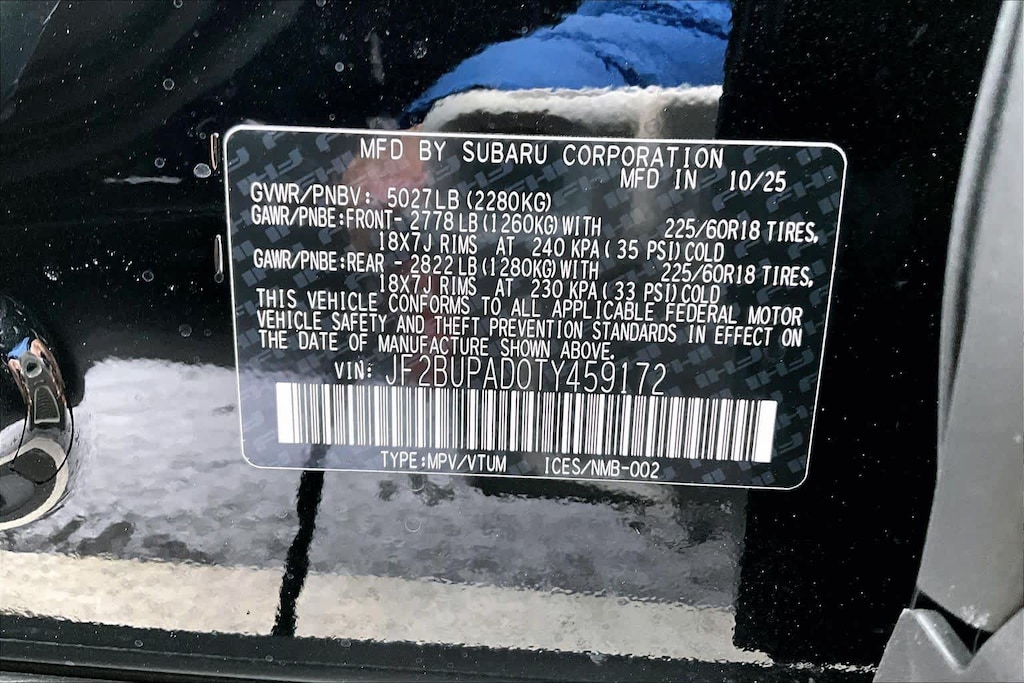 MFD BY SUBARU CORPORATION
MFD IN 10/25
GVWR/PNBV: 5027LB (2280KG)
GAWR/PNBE:FRONT- 2778 LB (1260KG) WITH 225/60R18 TIRES,
18X7J RIMS AT 240 KPA ( 35 PSI) COLD
GAWR/PNBE:REAR - 2822 LB (1280KG) WITH 225/60R18 TIRES,
18X7J RIMS AT 230 KPA ( 33 PSI) COLD
THIS VEHICLE CONFORMS TO ALL APPLICABLE FEDERAL MOTOR
VEHICLE SAFETY AND THEFT PREVENTION STANDARDS IN EFFECT ON
THE DATE OF MANUFACTURE SHOWN ABOVE.
VIN: JF2BUPAD0TY459172
TYPE:MPV/VTUM ICES/NMB-002